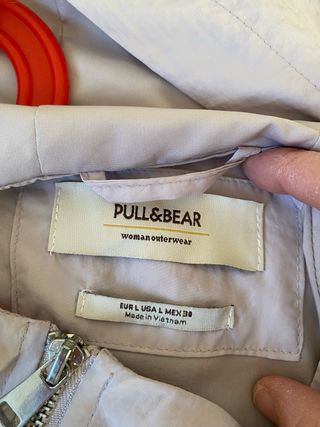 PULL&BEAR
woman outerwear
EUR L USA L MEX 30
Made in Vietnam